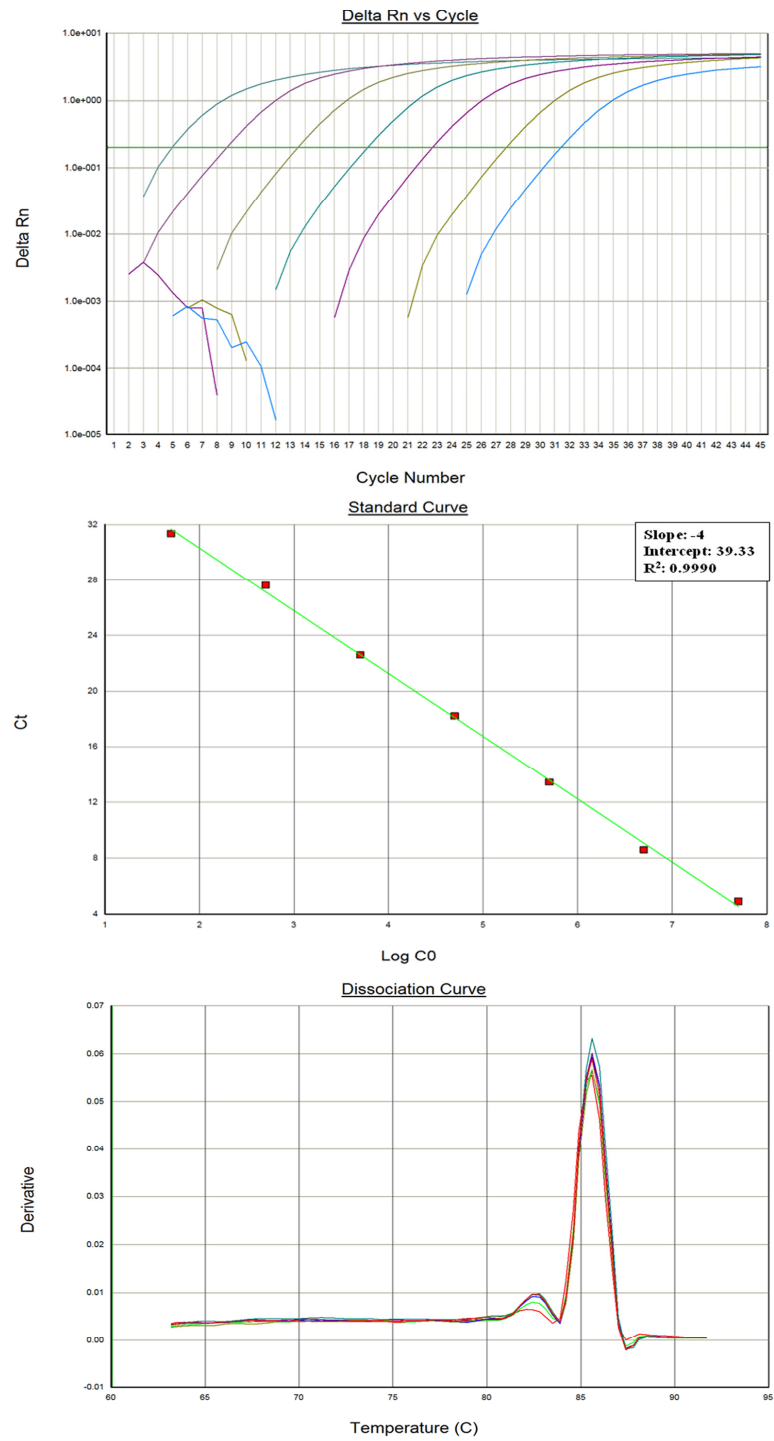 Delta Rn vs Cycle
1.0e+001
1.0e+000
1.0e-001
1.0e-002
1.0e-003
1.0e-004
1.0e-005
Delta Rn
1 2 3 4 5 6 7 8 9 10 11 12 13 14 15 16 17 18 19 20 21 22 23 24 25 26 27 28 29 30 31 32 33 34 35 36 37 38 39 40 41 42 43 44 45
Cycle Number
Standard Curve
Slope: -4
Intercept: 39.33
R²: 0.9990
32
28
24
20
16
12
8
4
Ct
1 2 3 4 5 6 7 8
Log C0
Dissociation Curve
0.07
0.06
0.05
0.04
0.03
0.02
0.01
0.00
-0.01
Derivative
60 65 70 75 80 85 90 95
Temperature (C)